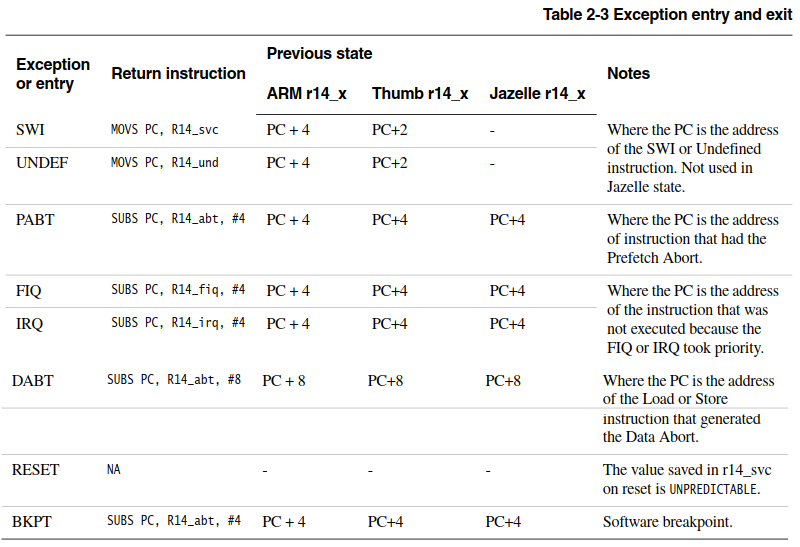 Table 2-3 Exception entry and exit
Exception or entry Return instruction Previous state Notes
ARM r14_x Thumb r14_x Jazelle r14_x
SWI MOVS PC, R14_svc PC + 4 PC+2 - Where the PC is the address
of the SWI or Undefined
UNDEF MOVS PC, R14_und PC + 4 PC+2 - instruction. Not used in
Jazelle state.
PABT SUBS PC, R14_abt, #4 PC + 4 PC+4 PC+4 Where the PC is the address
of instruction that had the
Prefetch Abort.
FIQ SUBS PC, R14_fiq, #4 PC + 4 PC+4 PC+4 Where the PC is the address
of the instruction that was
IRQ SUBS PC, R14_irq, #4 PC + 4 PC+4 PC+4 not executed because the
FIQ or IRQ took priority.
DABT SUBS PC, R14_abt, #8 PC + 8 PC+8 PC+8 Where the PC is the address
of the Load or Store
instruction that generated
the Data Abort.
RESET NA - - - The value saved in r14_svc
on reset is UNPREDICTABLE.
BKPT SUBS PC, R14_abt, #4 PC + 4 PC+4 PC+4 Software breakpoint.